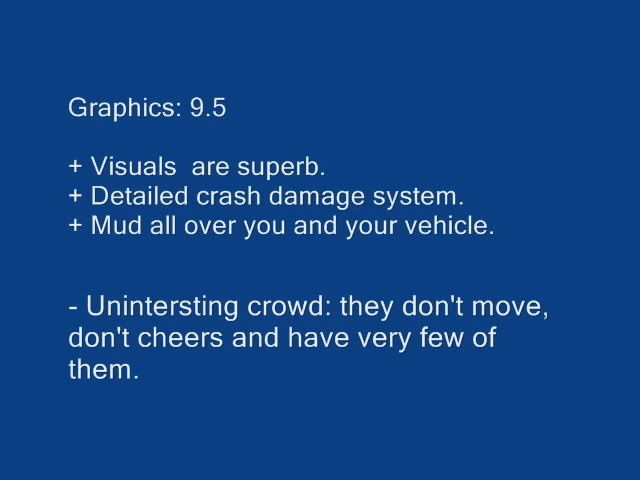 Graphics: 9.5
+ Visuals  are superb.
+ Detailed crash damage system.
+ Mud all over you and your vehicle.
- Unintersting crowd: they don't move,
don't cheers and have very few of
them.